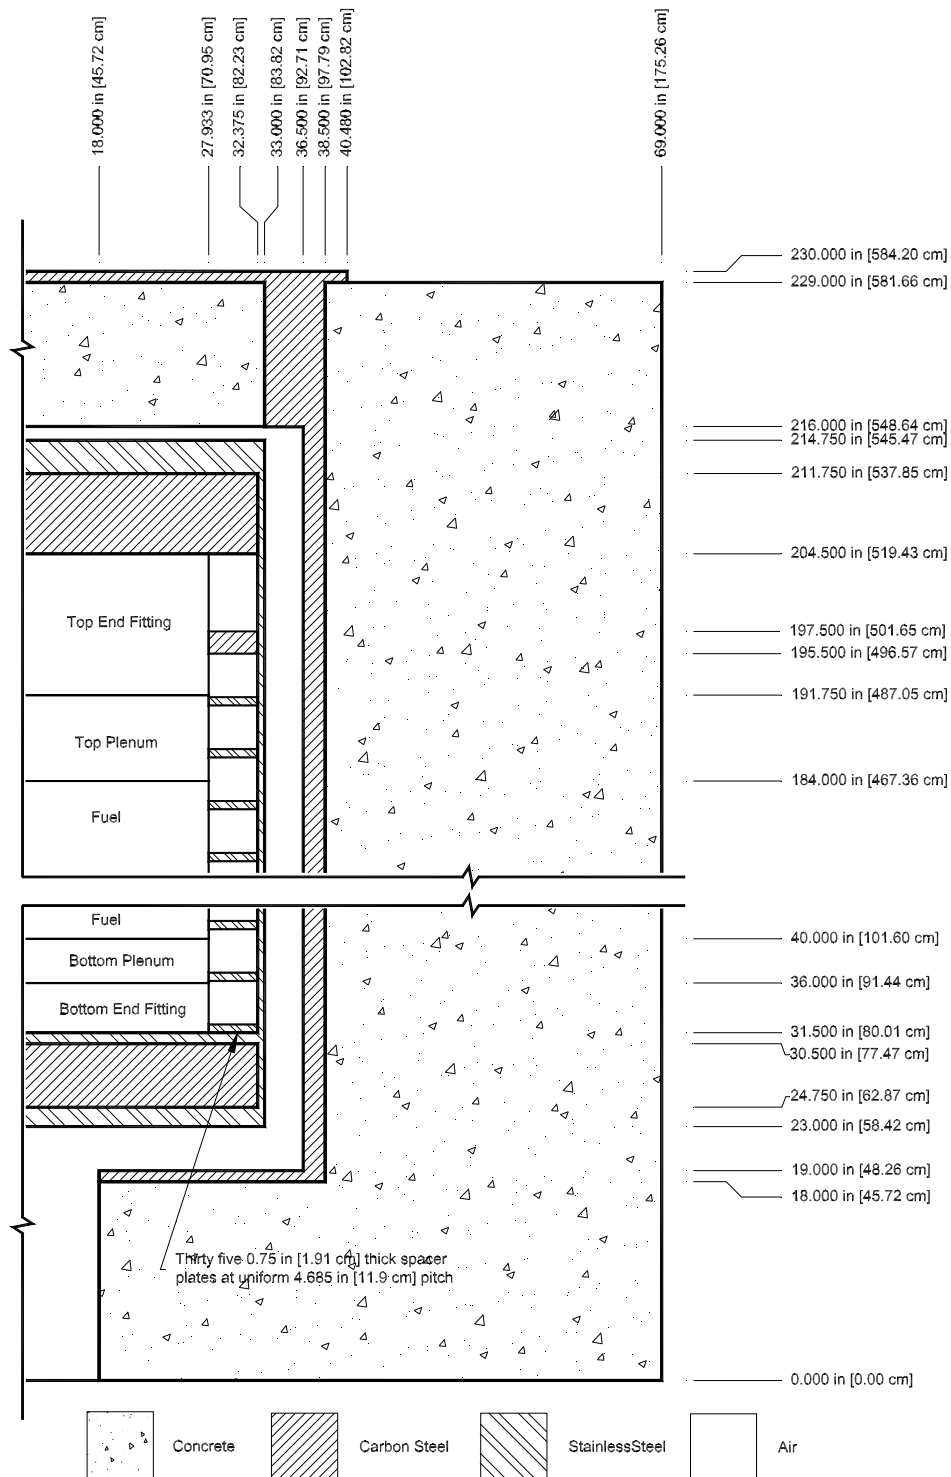 18.000 in [45.72 cm]
27.933 in [70.95 cm]
32.375 in [82.23 cm]
33.000 in [83.82 cm]
36.500 in [92.71 cm]
38.500 in [97.79 cm]
40.480 in [102.82 cm]
69.000 in [175.26 cm]
230.000 in [584.20 cm]
229.000 in [581.66 cm]
216.000 in [548.64 cm]
214.750 in [545.47 cm]
211.750 in [537.85 cm]
204.500 in [519.43 cm]
Top End Fitting
197.500 in [501.65 cm]
195.500 in [496.57 cm]
191.750 in [487.05 cm]
Top Plenum
184.000 in [467.36 cm]
Fuel
Fuel
40.000 in [101.60 cm]
Bottom Plenum
36.000 in [91.44 cm]
Bottom End Fitting
31.500 in [80.01 cm]
30.500 in [77.47 cm]
24.750 in [62.87 cm]
23.000 in [58.42 cm]
19.000 in [48.26 cm]
18.000 in [45.72 cm]
Thirty five 0.75 in [1.91 cm] thick spacer
plates at uniform 4.685 in [11.9 cm] pitch
0.000 in [0.00 cm]
Concrete
Carbon Steel
StainlessSteel
Air